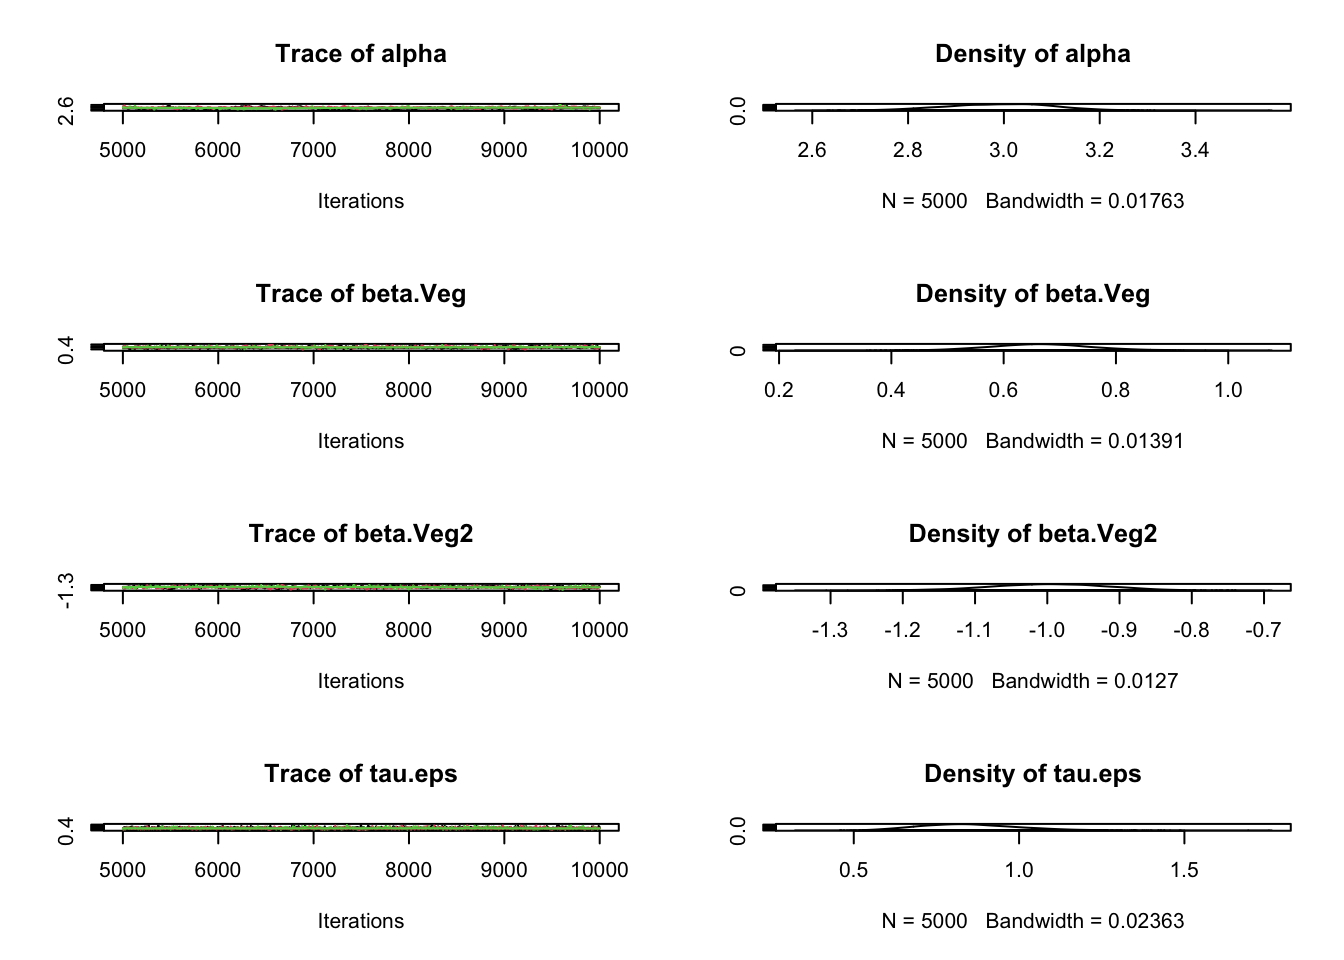 Trace of alpha
2.6
5000 6000 7000 8000 9000 10000
Iterations
Density of alpha
0.0
2.6 2.8 3.0 3.2 3.4
N = 5000 Bandwidth = 0.01763
Trace of beta.Veg
0.4
5000 6000 7000 8000 9000 10000
Iterations
Density of beta.Veg
0
0.2 0.4 0.6 0.8 1.0
N = 5000 Bandwidth = 0.01391
Trace of beta.Veg2
-1.3
5000 6000 7000 8000 9000 10000
Iterations
Density of beta.Veg2
0
-1.3 -1.2 -1.1 -1.0 -0.9 -0.8 -0.7
N = 5000 Bandwidth = 0.0127
Trace of tau.eps
0.4
5000 6000 7000 8000 9000 10000
Iterations
Density of tau.eps
0.0
0.5 1.0 1.5
N = 5000 Bandwidth = 0.02363